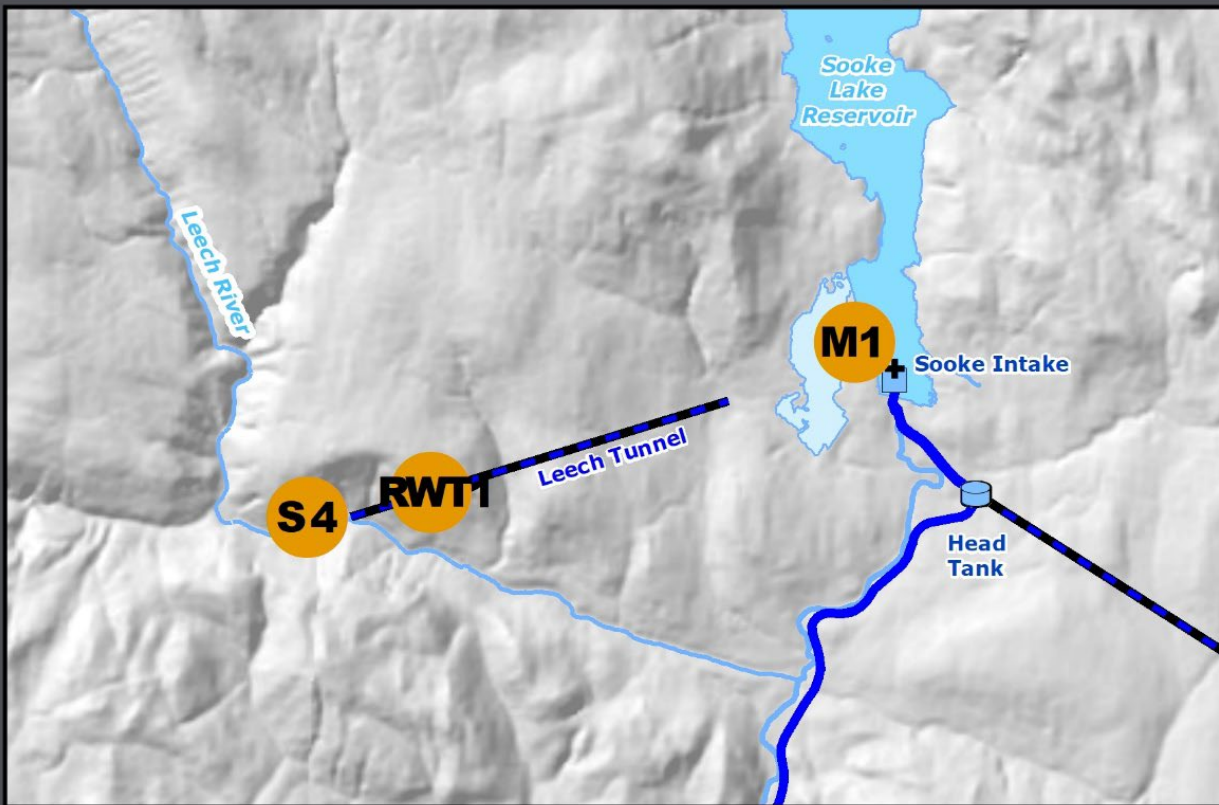 Sooke
Lake
Reservoir
Leech River
M1
Sooke Intake
Leech Tunnel
RWT1
S4
Head
Tank